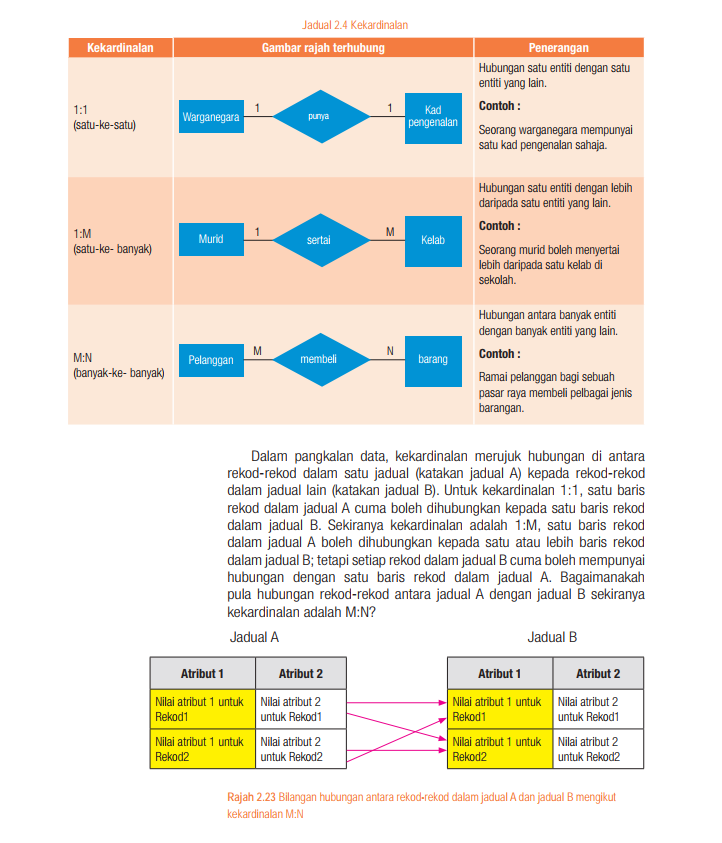 Jadual 2.4 Kekardinalan
Kekardinalan
Gambar rajah terhubung
Penerangan
1:1
(satu-ke-satu)
Warganegara
1
punya
1
Kad
pengenalan
Hubungan satu entiti dengan satu
entiti yang lain.
Contoh :
Seorang warganegara mempunyai
satu kad pengenalan sahaja.
1:M
(satu-ke- banyak)
Murid
1
sertai
M
Kelab
Hubungan satu entiti dengan lebih
daripada satu entiti yang lain.
Contoh :
Seorang murid boleh menyertai
lebih daripada satu kelab di
sekolah.
M:N
(banyak-ke- banyak)
Pelanggan
M
membeli
N
barang
Hubungan antara banyak entiti
dengan banyak entiti yang lain.
Contoh :
Ramai pelanggan bagi sebuah
pasar raya membeli pelbagai jenis
barangan.
Dalam pangkalan data, kekardinalan merujuk hubungan di antara
rekod-rekod dalam satu jadual (katakan jadual A) kepada rekod-rekod
dalam jadual lain (katakan jadual B). Untuk kekardinalan 1:1, satu baris
rekod dalam jadual A cuma boleh dihubungkan kepada satu baris rekod
dalam jadual B. Sekiranya kekardinalan adalah 1:M, satu baris rekod
dalam jadual A boleh dihubungkan kepada satu atau lebih baris rekod
dalam jadual B; tetapi setiap rekod dalam jadual B cuma boleh mempunyai
hubungan dengan satu baris rekod dalam jadual A. Bagaimanakah
pula hubungan rekod-rekod antara jadual A dengan jadual B sekiranya
kekardinalan adalah M:N?
Jadual A
Atribut 1
Atribut 2
Nilai atribut 1 untuk
Rekod1
Nilai atribut 2
untuk Rekod1
Nilai atribut 1 untuk
Rekod2
Nilai atribut 2
untuk Rekod2
Jadual B
Atribut 1
Atribut 2
Nilai atribut 1 untuk
Rekod1
Nilai atribut 2
untuk Rekod1
Nilai atribut 1 untuk
Rekod2
Nilai atribut 2
untuk Rekod2
Rajah 2.23 Bilangan hubungan antara rekod-rekod dalam jadual A dan jadual B mengikut
kekardinalan M:N